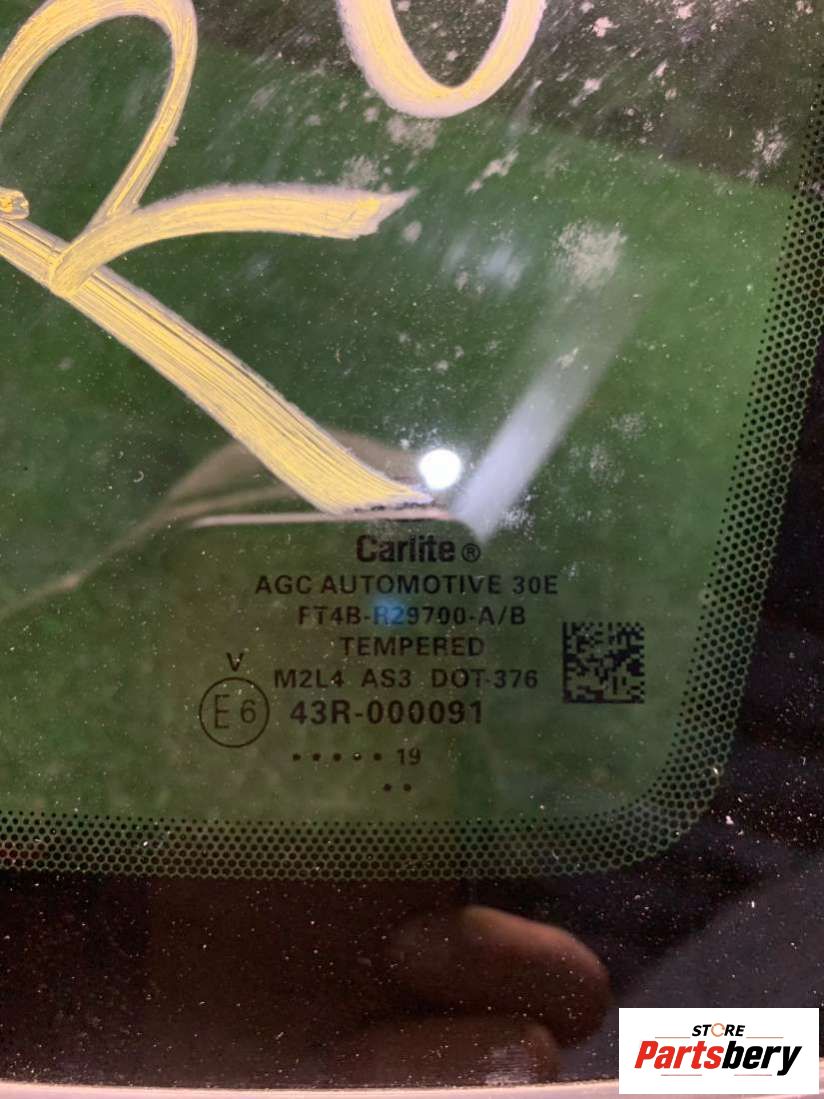 R
Carlite ®
AGC AUTOMOTIVE 30E
FT4B-R29700-A/B
TEMPERED
V
M2L4 AS3 DOT-376
E6 43R-000091
• • • • • 19
• •
STORE
Partsbery